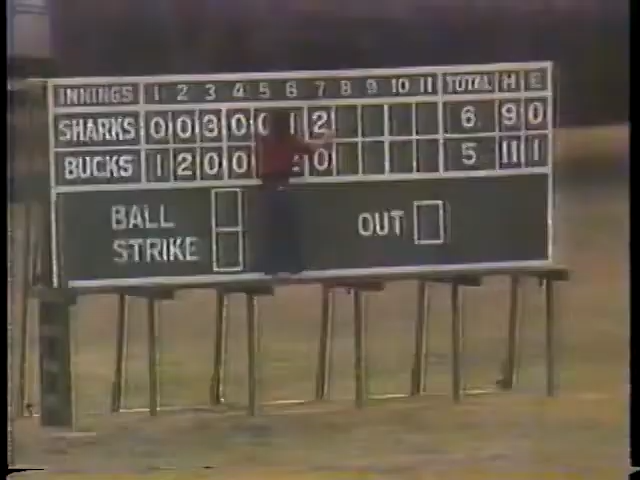 INNINGS 1 2 3 4 5 6 7 8 9 10 11 TOTAL H E
SHARKS 0 0 3 0 0 1 2 6 9 0
BUCKS 1 2 0 0 0 5 11 1
BALL OUT
STRIKE